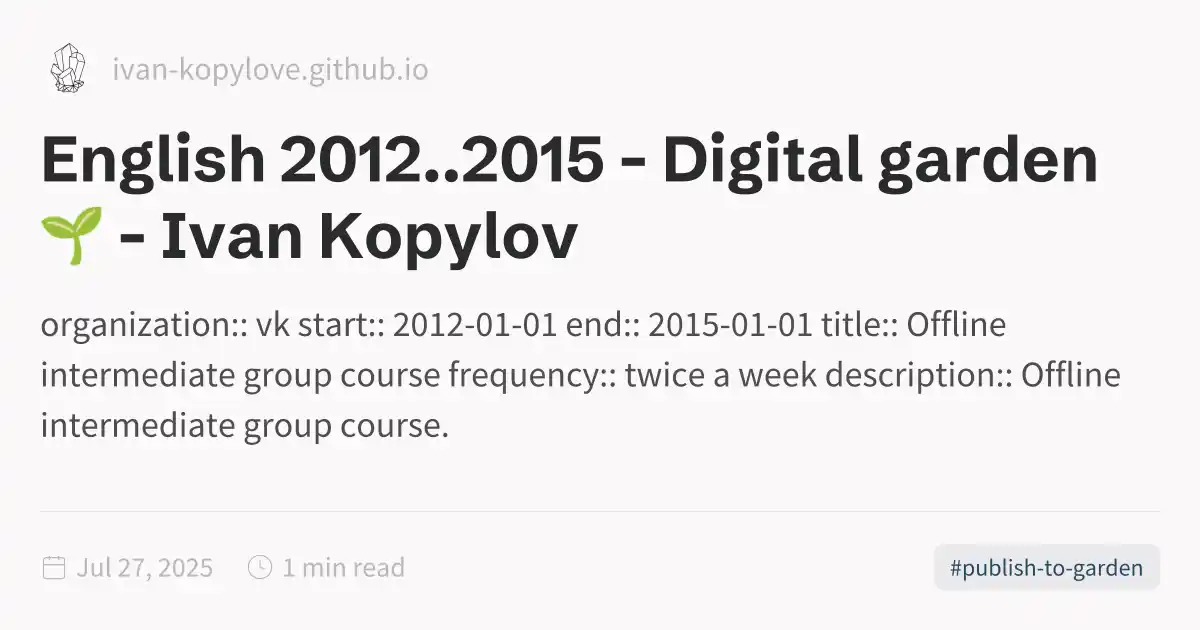 ivan-kopylove.github.io
English 2012..2015 - Digital garden
🌱 - Ivan Kopylov
organization:: vk start:: 2012-01-01 end:: 2015-01-01 title:: Offline
intermediate group course frequency:: twice a week description:: Offline
intermediate group course.
Jul 27, 2025 1 min read
#publish-to-garden